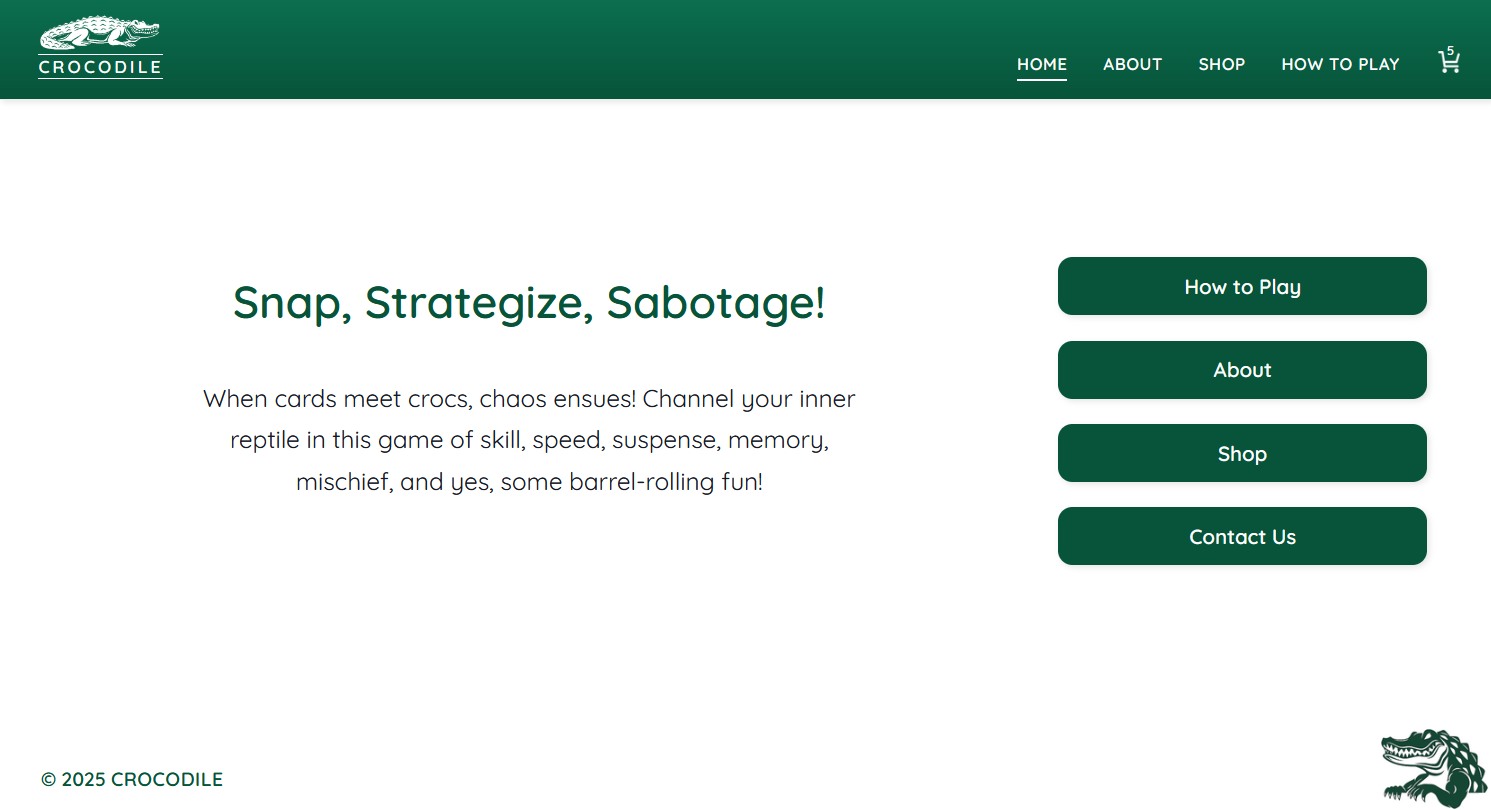 CROCODILE
HOME
ABOUT
SHOP
HOW TO PLAY
5
Snap, Strategize, Sabotage!
When cards meet crocs, chaos ensues! Channel your inner
reptile in this game of skill, speed, suspense, memory,
mischief, and yes, some barrel-rolling fun!
How to Play
About
Shop
Contact Us
© 2025 CROCODILE